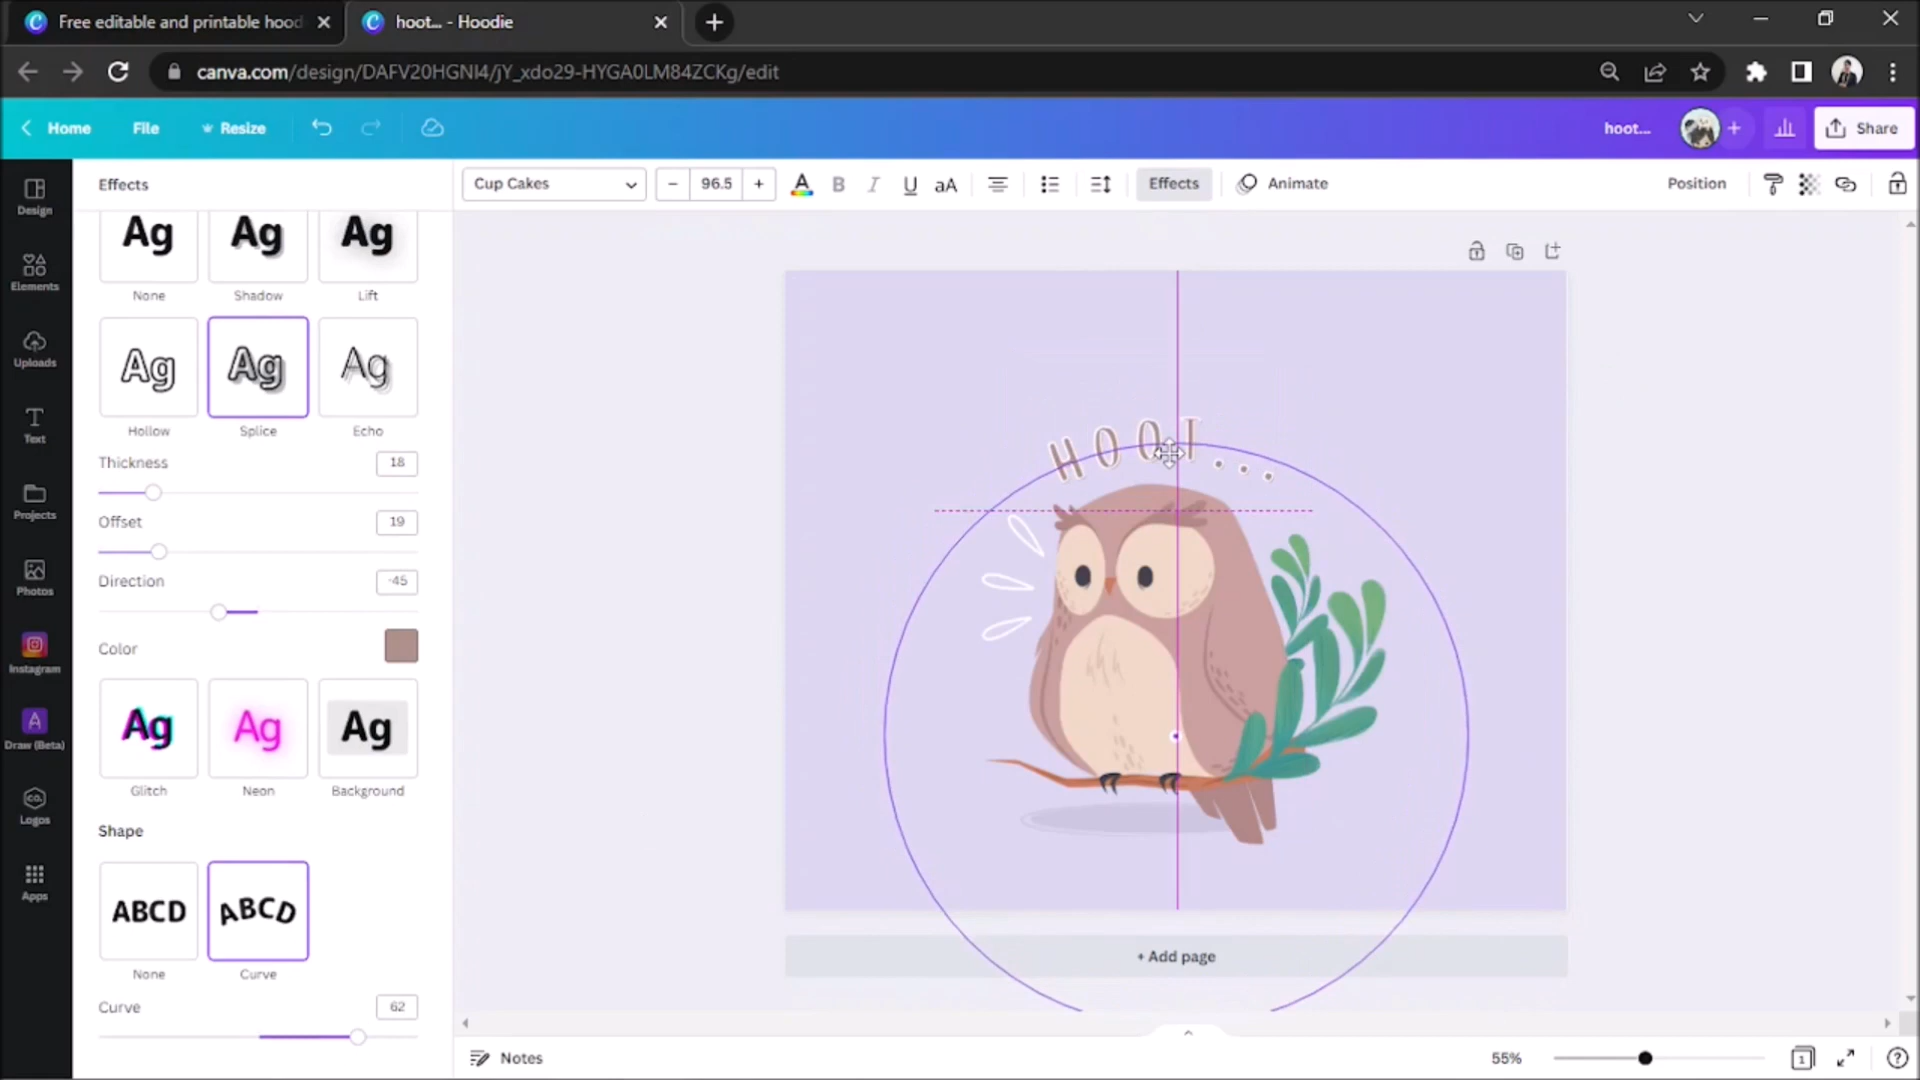 Free editable and printable hood
hoot... - Hoodie
canva.com/design/DAFV20HGNI4/jY_xdo29-HYGA0LM84ZCKg/edit
Home
File
Resize
hoot...
Share
Effects
Cup Cakes
96.5
A
B
I
U
aA
Effects
Animate
Position
Design
Elements
Uploads
Text
Projects
Photos
Instagram
Draw (Beta)
Logos
Apps
Ag
Ag
Ag
None
Shadow
Lift
Ag
Ag
Ag
Hollow
Splice
Echo
Thickness
18
Offset
19
Direction
-45
Color
Ag
Ag
Ag
Glitch
Neon
Background
Shape
ABCD
ABCD
None
Curve
Curve
62
HOOT...
+ Add page
Notes
55%
1